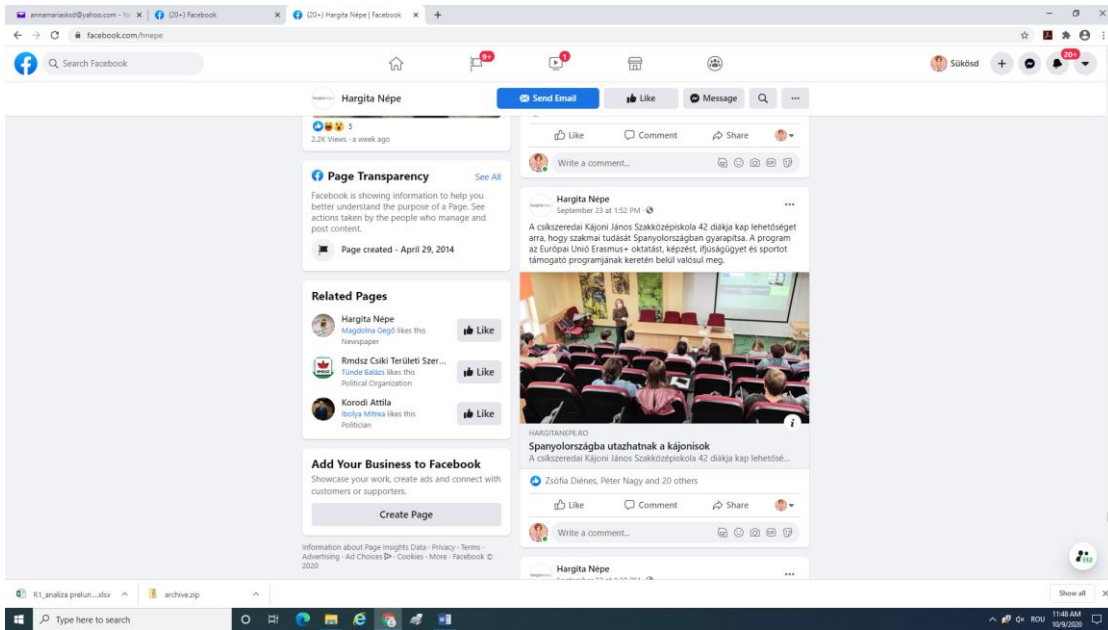 annamariasksd@yahoo.com - Ya
(20+) Facebook
(20+) Hargita Népe | Facebook
facebook.com/hnepe
Search Facebook
9+
1
Sükösd
20+
Hargita Népe
Send Email
Like
Message
5
2.2K Views · a week ago
Page Transparency
See All
Facebook is showing information to help you
better understand the purpose of a Page. See
actions taken by the people who manage and
post content.
Page created - April 29, 2014
Related Pages
Hargita Népe
Magdolna Gegő likes this
Newspaper
Like
Rmdsz Csíki Területi Szer...
Tünde Balázs likes this
Political Organization
Like
Korodi Attila
Ibolya Mitrea likes this
Politician
Like
Add Your Business to Facebook
Showcase your work, create ads and connect with
customers or supporters.
Create Page
Information about Page Insights Data · Privacy · Terms ·
Advertising · Ad Choices · Cookies · More · Facebook ©
2020
Like
Comment
Share
Write a comment...
Hargita Népe
September 23 at 1:52 PM ·
A csíkszeredai Kájoni János Szakközépiskola 42 diákja kap lehetőséget
arra, hogy szakmai tudását Spanyolországban gyarapítsa. A program
az Európai Unió Erasmus+ oktatást, képzést, ifjúságügyet és sportot
támogató programjának keretén belül valósul meg.
HARGITANEPE.RO
Spanyolországba utazhatnak a kájonisok
A csíkszeredai Kájoni János Szakközépiskola 42 diákja kap lehetősé...
Zsófia Diénes, Péter Nagy and 20 others
Like
Comment
Share
Write a comment...
Hargita Népe
112
R1_analiza prelun....xlsx
archive.zip
Show all
Type here to search
ROU
11:48 AM
10/9/2020